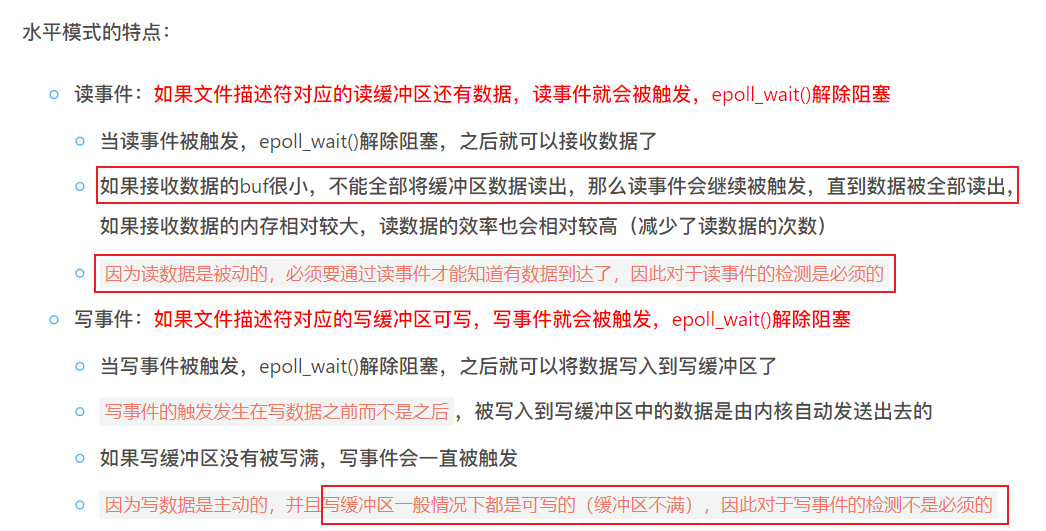 水平模式的特点：
读事件：如果文件描述符对应的读缓冲区还有数据，读事件就会被触发，epoll_wait()解除阻塞
当读事件被触发，epoll_wait()解除阻塞，之后就可以接收数据了
如果接收数据的buf很小，不能全部将缓冲区数据读出，那么读事件会继续被触发，直到数据被全部读出，
如果接收数据的内存相对较大，读数据的效率也会相对较高（减少了读数据的次数）
因为读数据是被动的，必须要通过读事件才能知道有数据到达了，因此对于读事件的检测是必须的
写事件：如果文件描述符对应的写缓冲区可写，写事件就会被触发，epoll_wait()解除阻塞
当写事件被触发，epoll_wait()解除阻塞，之后就可以将数据写入到写缓冲区了
写事件的触发发生在写数据之前而不是之后，被写入到写缓冲区中的数据是由内核自动发送出去的
如果写缓冲区没有被写满，写事件会一直被触发
因为写数据是主动的，并且写缓冲区一般情况下都是可写的（缓冲区不满），因此对于写事件的检测不是必须的